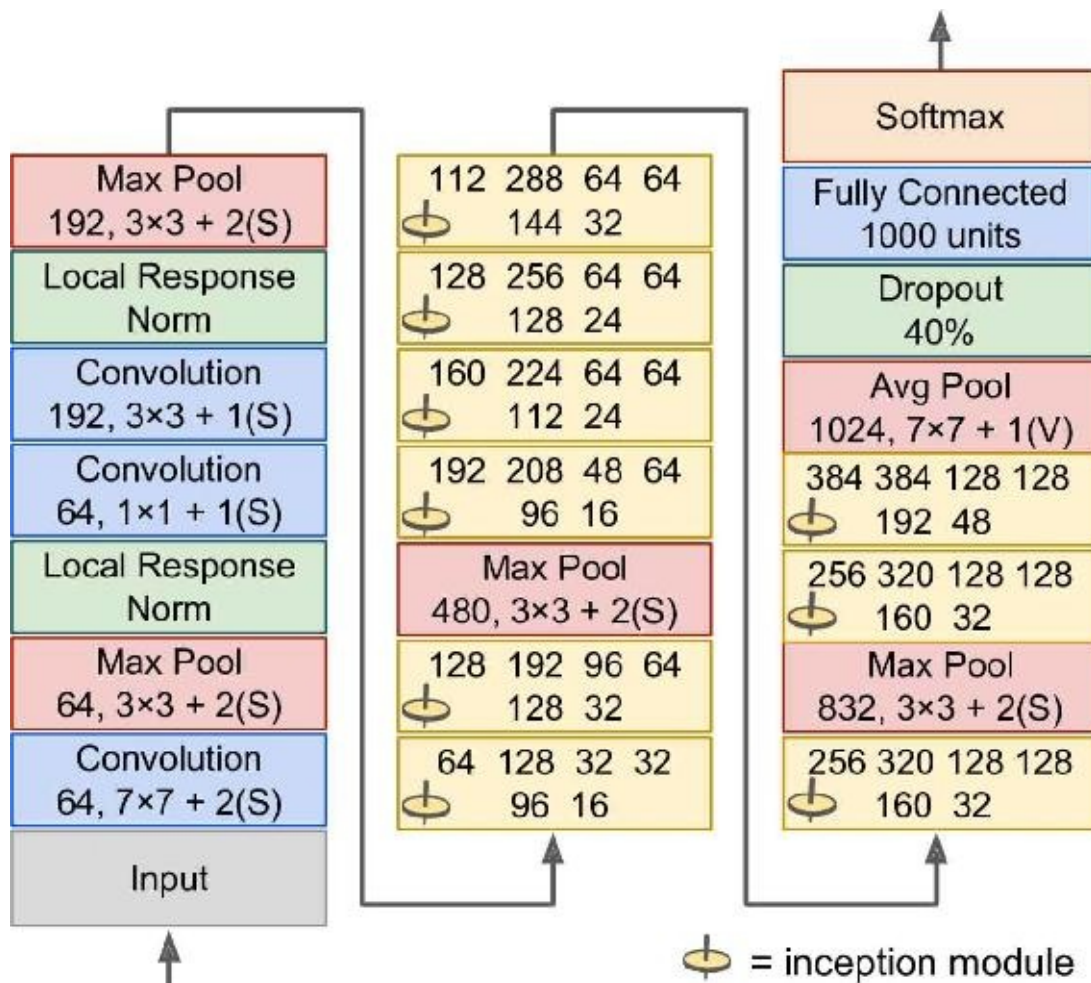 Max Pool
192, 3×3 + 2(S)
Local Response
Norm
Convolution
192, 3×3 + 1(S)
Convolution
64, 1×1 + 1(S)
Local Response
Norm
Max Pool
64, 3×3 + 2(S)
Convolution
64, 7×7 + 2(S)
Input
112 288 64 64
144 32
128 256 64 64
128 24
160 224 64 64
112 24
192 208 48 64
96 16
Max Pool
480, 3×3 + 2(S)
128 192 96 64
128 32
64 128 32 32
96 16
Softmax
Fully Connected
1000 units
Dropout
40%
Avg Pool
1024, 7×7 + 1(V)
384 384 128 128
192 48
256 320 128 128
160 32
Max Pool
832, 3×3 + 2(S)
256 320 128 128
160 32
= inception module